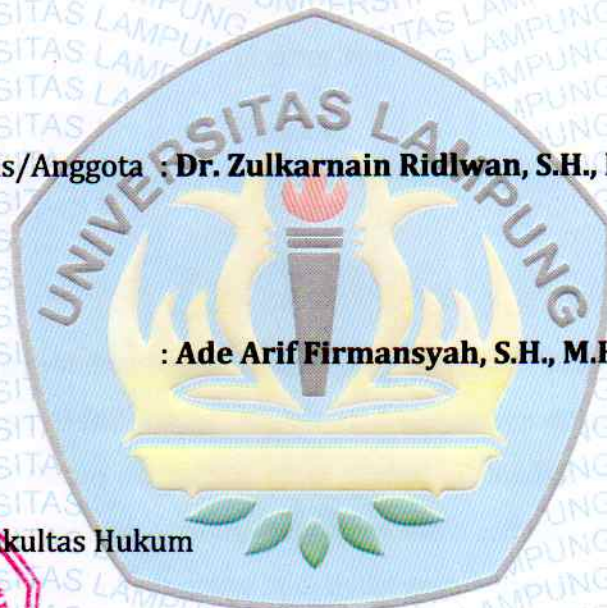 UNIVERSITAS LAMPUNG
s/Anggota : Dr. Zulkarnain Ridlwan, S.H.,
: Ade Arif Firmansyah, S.H., M.H
kultas Hukum